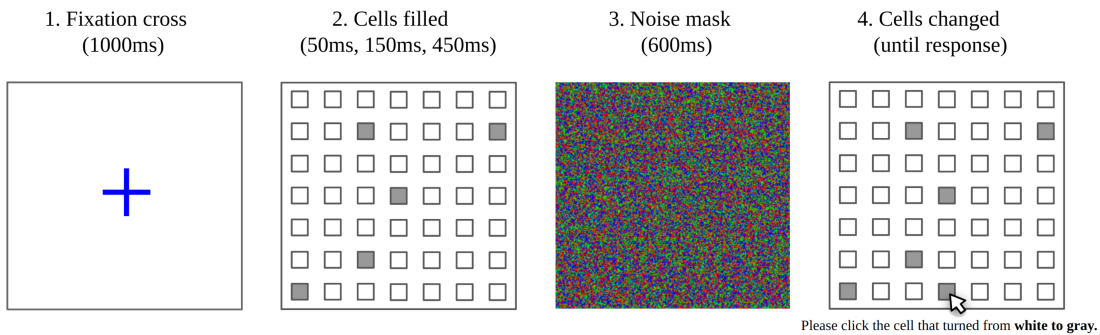 1. Fixation cross
(1000ms)
2. Cells filled
(50ms, 150ms, 450ms)
3. Noise mask
(600ms)
4. Cells changed
(until response)
Please click the cell that turned from white to gray.